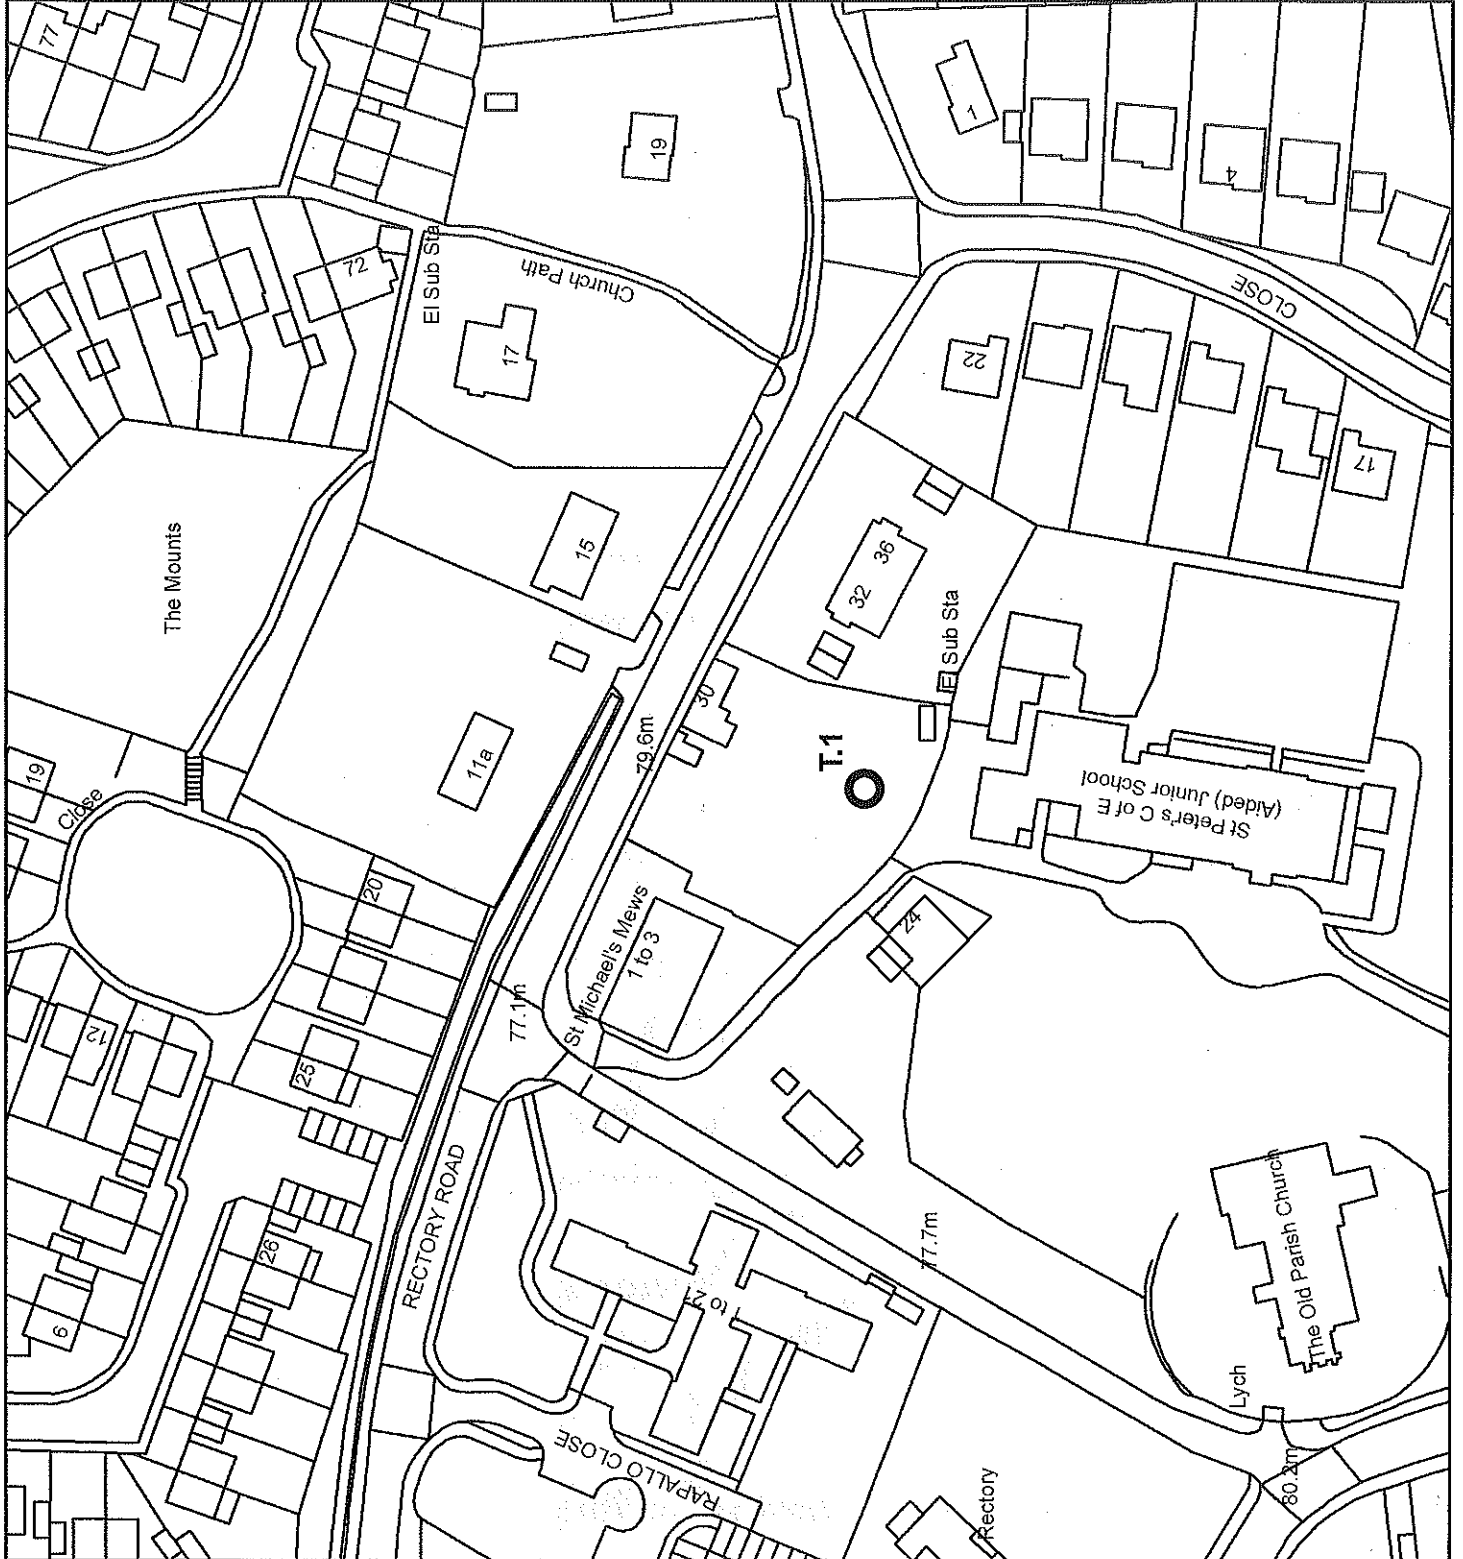 77
19
1
4
72
El Sub Sta
Church Path
17
CLOSE
22
The Mounts
15
36
32
17
El Sub Sta
30
79.6m
11a
T.1
19
Close
St Peter's C of E
(Aided) Junior School
20
24
St Michael's Mews
1 to 3
77.1m
12
25
RECTORY ROAD
26
6
1 to 21
77.7m
The Old Parish Church
Lych
RAPALLO CLOSE
Rectory
80.2m